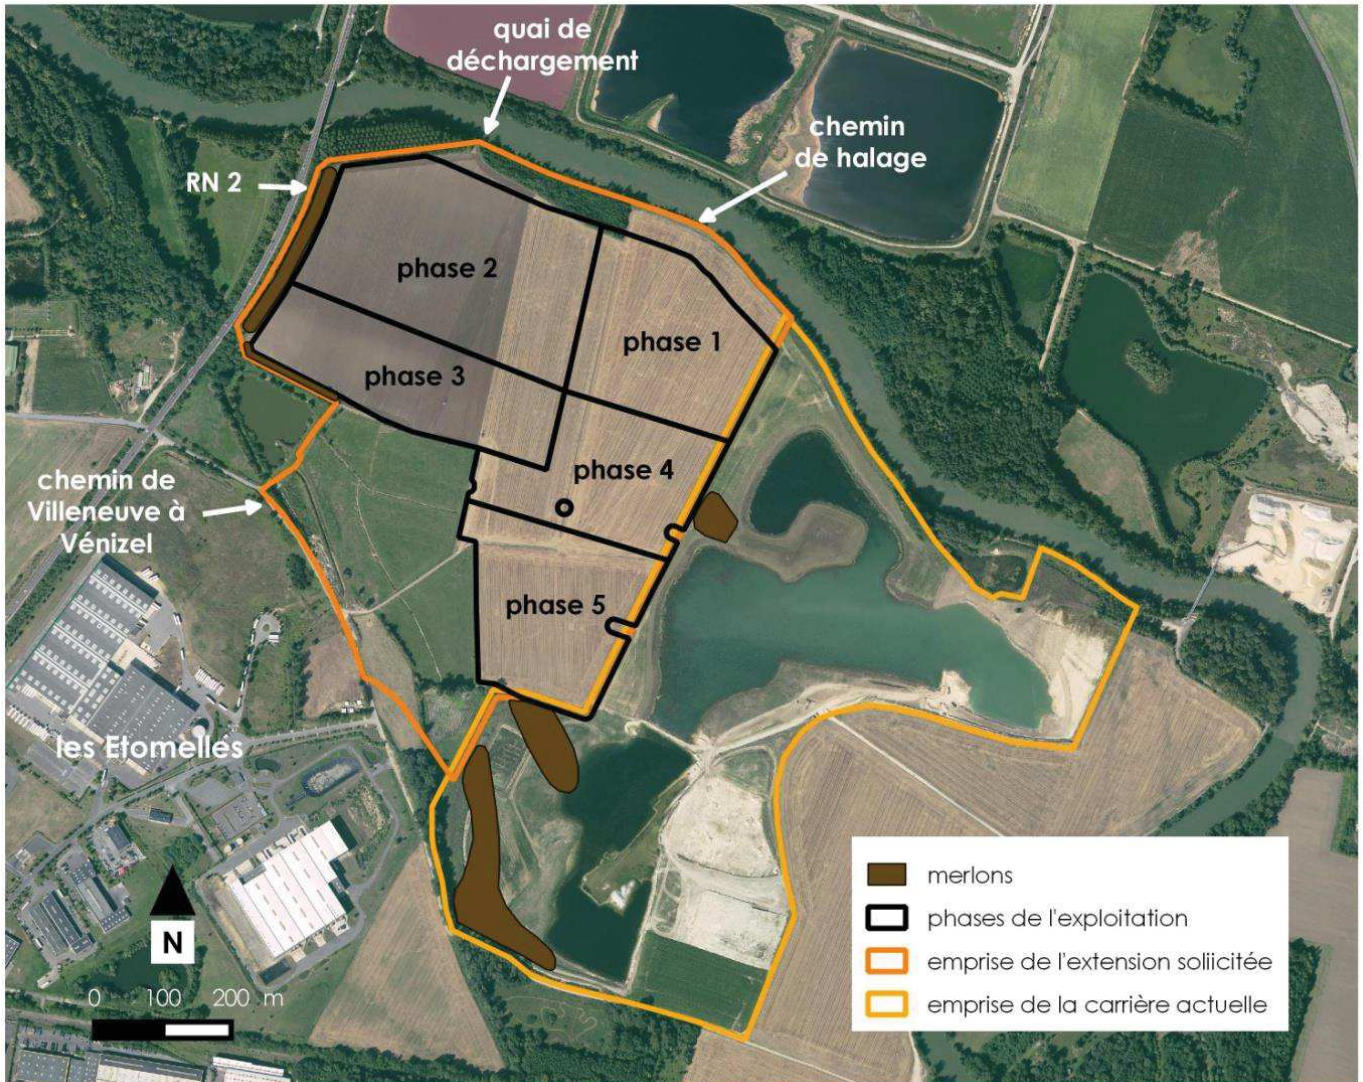 quai de
déchargement
chemin
de halage
RN 2
phase 2
phase 1
phase 3
phase 4
chemin de
Villeneuve à
Vénizel
phase 5
les Etomelles
merlons
phases de l'exploitation
emprise de l'extension soliicitée
emprise de la carrière actuelle
N
0 100 200 m